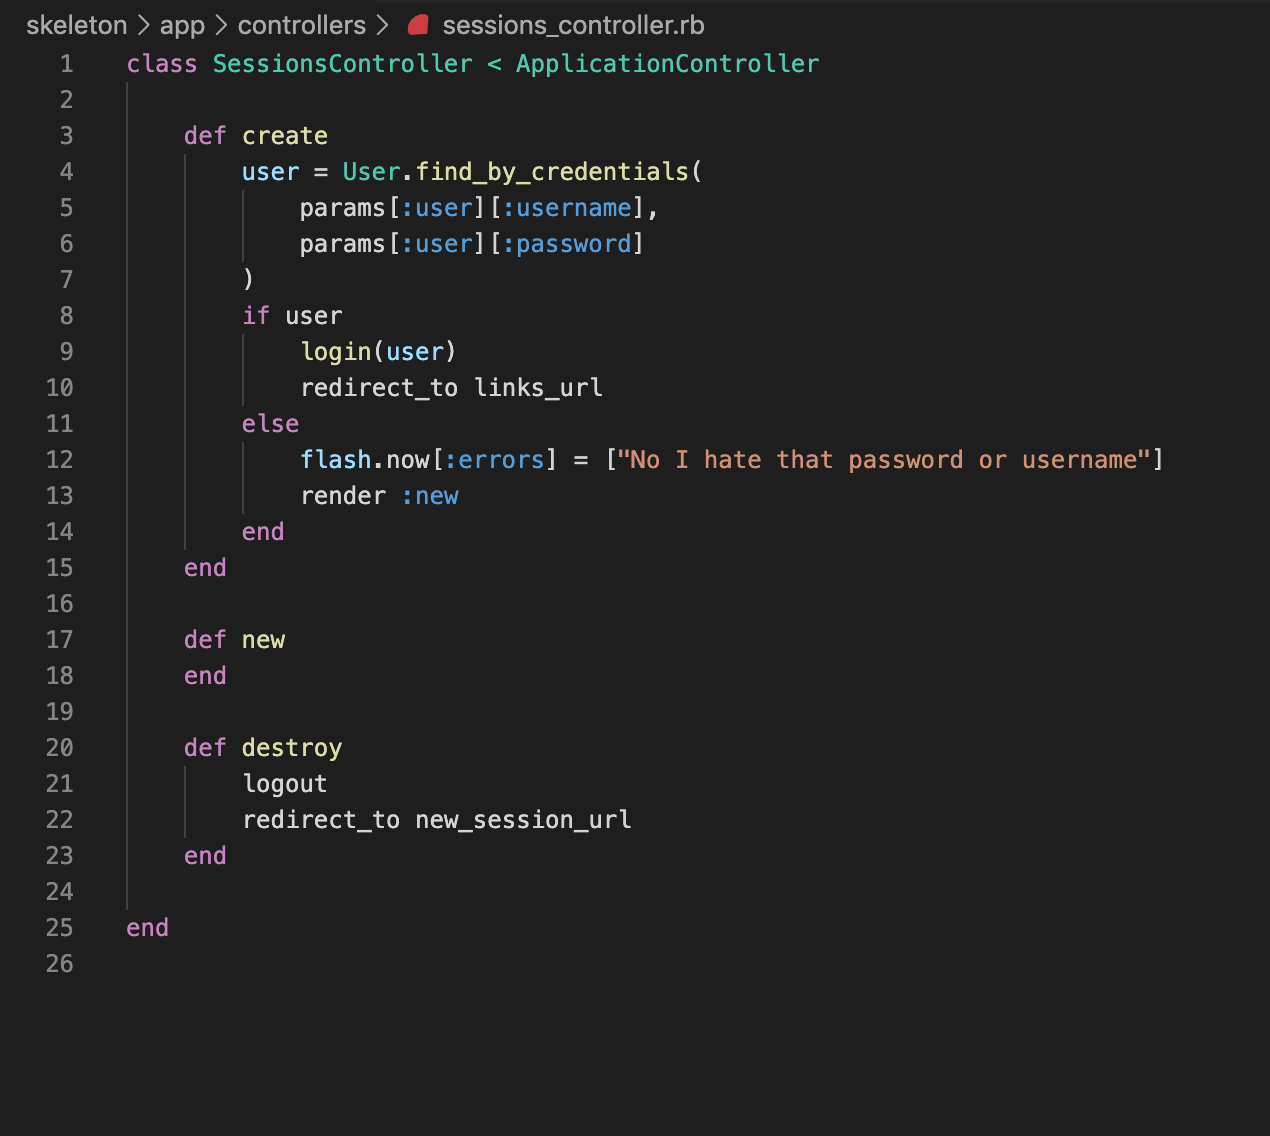 skeleton > app > controllers > sessions_controller.rb
1 class SessionsController < ApplicationController
2
3 def create
4 user = User.find_by_credentials(
5 params[:user][:username],
6 params[:user][:password]
7 )
8 if user
9 login(user)
10 redirect_to links_url
11 else
12 flash.now[:errors] = ["No I hate that password or username"]
13 render :new
14 end
15 end
16
17 def new
18 end
19
20 def destroy
21 logout
22 redirect_to new_session_url
23 end
24
25 end
26